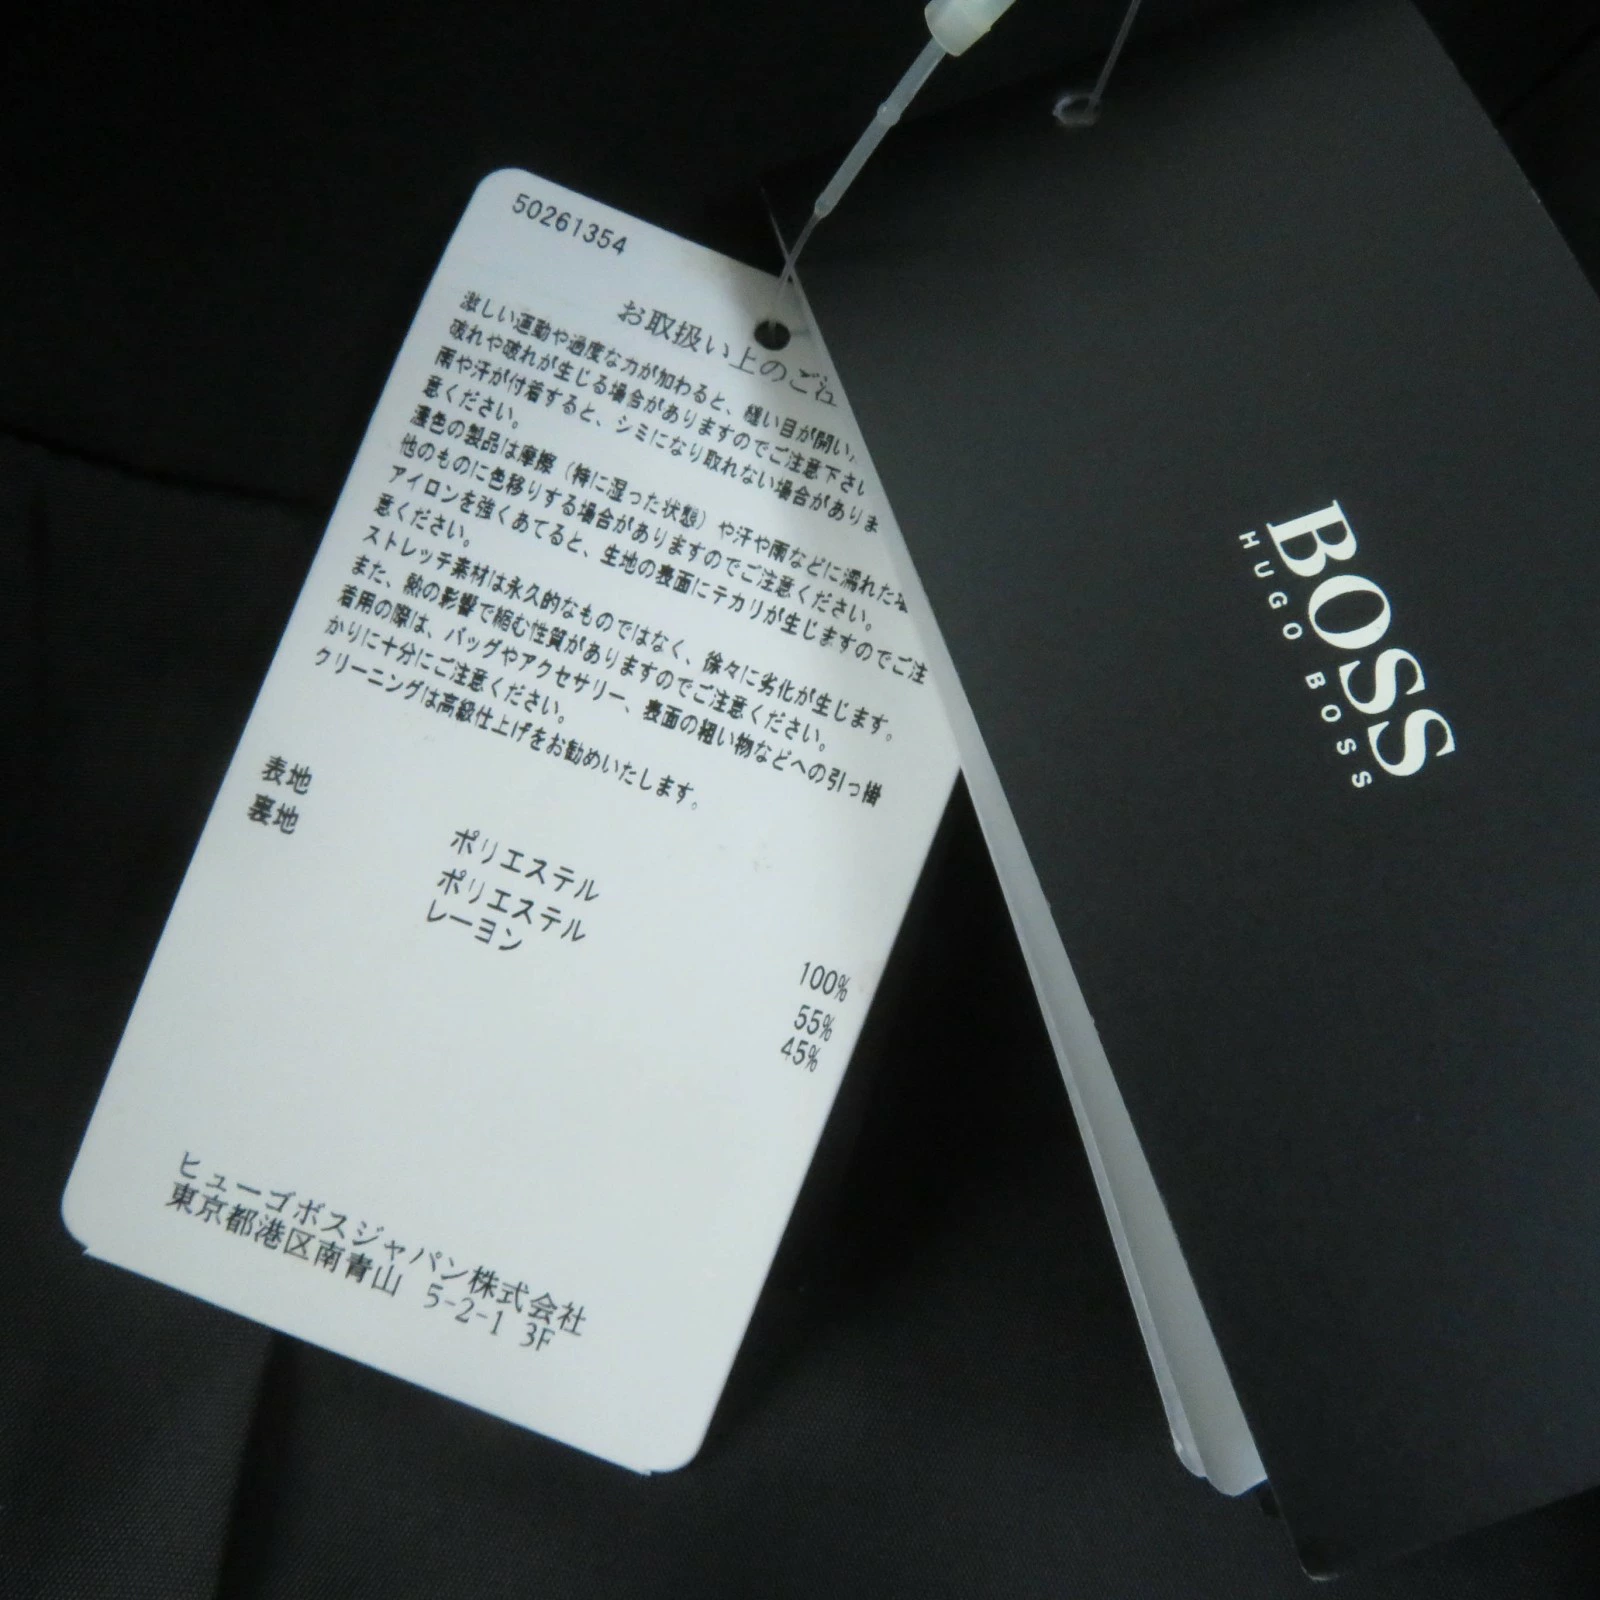 50261354
お取扱い上のご注
激しい運動や過度な力が加わると、縫い目が開い
破れや破れが生じる場合がありますのでご注意下さい
雨や汗が付着すると、シミになり取れない場合がありま
意ください。
濃色の製品は摩擦（特に湿った状態）や汗や雨などに濡れた場
他のものに色移りする場合がありますのでご注意ください。
アイロンを強くあてると、生地の表面にテカリが生じますのでご注
意ください。
ストレッチ素材は永久的なものではなく、徐々に劣化が生じます。
また、熱の影響で縮む性質がありますのでご注意ください。
着用の際は、バッグやアクセサリー、表面の粗い物などへの引っ掛
かりに十分にご注意ください。
クリーニングは高級仕上げをお勧めいたします。
表地 ポリエステル 100%
裏地 ポリエステル 55%
レーヨン 45%
ヒューゴボスジャパン株式会社
東京都港区南青山 5-2-1 3F
BOSS
HUGO BOSS